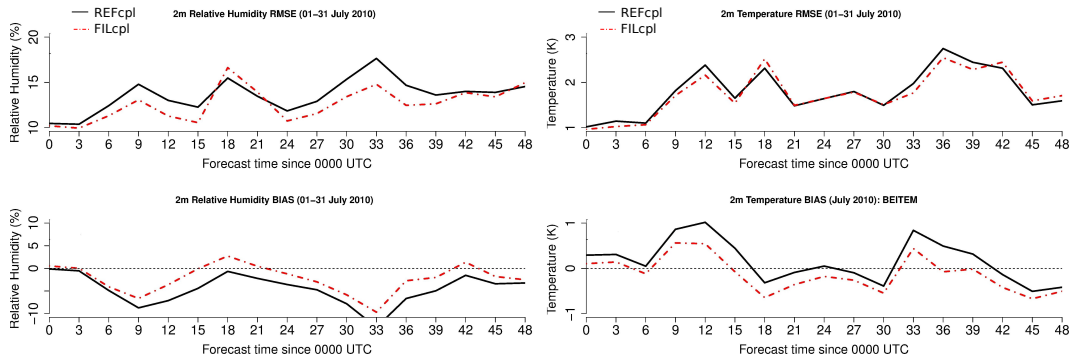 REFcpl
FILcpl
2m Relative Humidity RMSE (01−31 July 2010)
Relative Humidity (%)
20
15
10
0 3 6 9 12 15 18 21 24 27 30 33 36 39 42 45 48
Forecast time since 0000 UTC
REFcpl
FILcpl
2m Temperature RMSE (01−31 July 2010)
Temperature (K)
3
2
1
0 3 6 9 12 15 18 21 24 27 30 33 36 39 42 45 48
Forecast time since 0000 UTC
2m Relative Humidity BIAS (01−31 July 2010)
Relative Humidity (%)
10
5
0
−10
0 3 6 9 12 15 18 21 24 27 30 33 36 39 42 45 48
Forecast time since 0000 UTC
2m Temperature BIAS (July 2010): BEITEM
Temperature (K)
1
0
−1
0 3 6 9 12 15 18 21 24 27 30 33 36 39 42 45 48
Forecast time since 0000 UTC